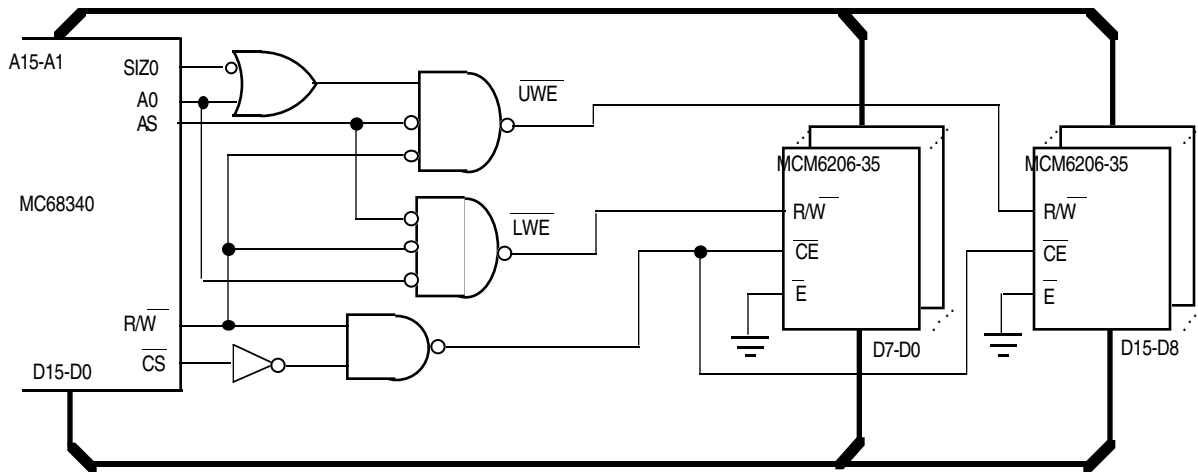 A15-A1
SIZ0
A0
AS
MC68340
R/W
CS
D15-D0
UWE
LWE
MCM6206-35
R/W
CE
E
D7-D0
MCM6206-35
R/W
CE
E
D15-D8